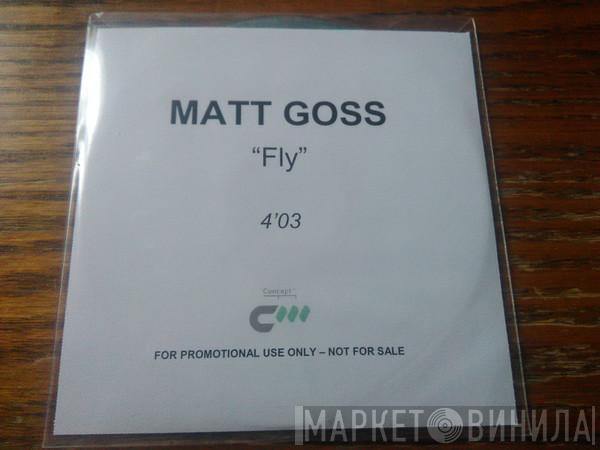 MATT GOSS
“Fly”
4’03
Concept
FOR PROMOTIONAL USE ONLY – NOT FOR SALE
МАРКЕТ ВИНИЛА